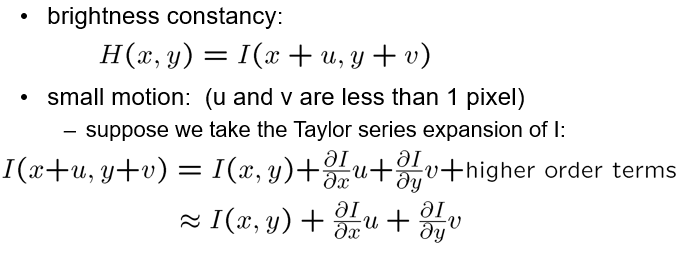 • brightness constancy:
H(x, y) = I(x + u, y + v)
• small motion: (u and v are less than 1 pixel)
– suppose we take the Taylor series expansion of I:
I(x+u, y+v) = I(x, y)+∂I/∂x u+∂I/∂y v+higher order terms
≈ I(x, y) + ∂I/∂x u + ∂I/∂y v